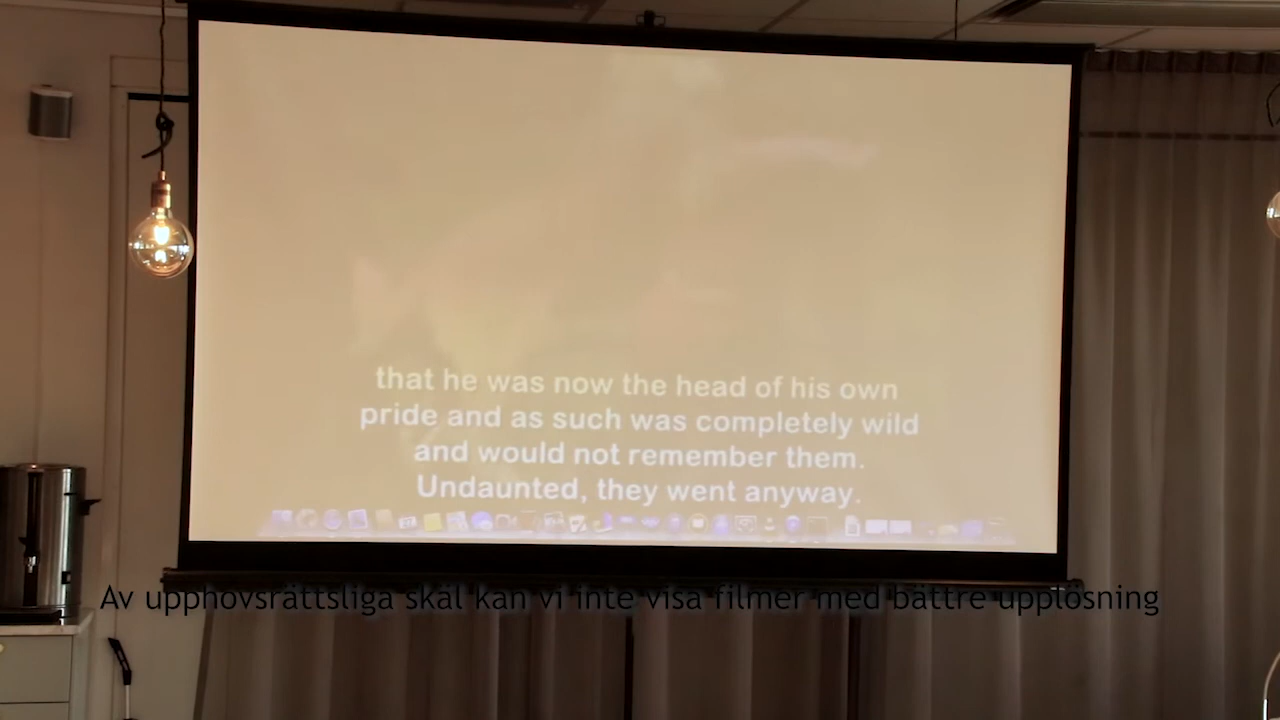 that he was now the head of his own
pride and as such was completely wild
and would not remember them.
Undaunted, they went anyway.
Av upphovsrättsliga skäl kan vi inte visa filmer med bättre upplösning